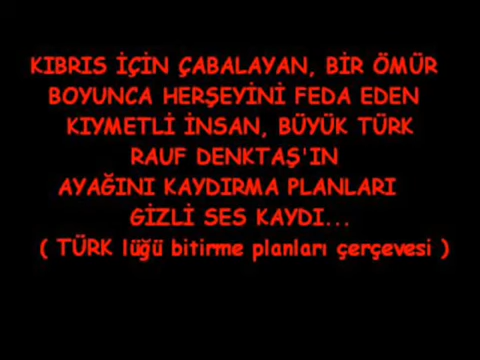 KIBRIS İÇİN ÇABALAYAN, BİR ÖMÜR
BOYUNCA HERŞEYİNİ FEDA EDEN
KIYMETLİ İNSAN, BÜYÜK TÜRK
RAUF DENKTAŞ'IN
AYAĞINI KAYDIRMA PLANLARI
GİZLİ SES KAYDI...
( TÜRK lüğü bitirme planları çerçevesi )